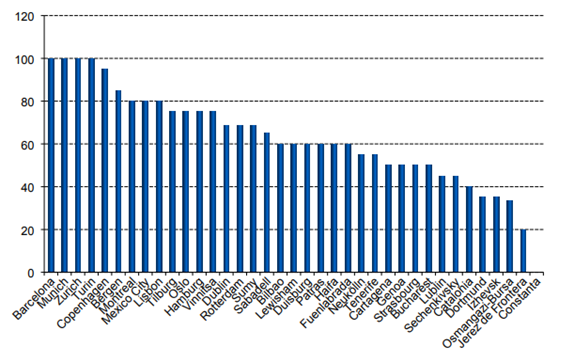 120
100
80
60
40
20
0
Barcelona
Munich
Zurich
Turin
Copenhagen
Bergen
Montreal
Mexico City
Lisbon
Tilburg
Oslo
Hamburg
Vinnitsa
Dublin
Rotterdam
Sumy
Sabadell
Bilbao
Lewisham
Duisburg
Patras
Haifa
Fuenlabrada
Neukölln
Tenerife
Cartagena
Genoa
Strasbourg
Bucharest
Lublin
Sechenkivsky
Catalonia
Dortmund
Izhevsk
Osmangazi-Bursa
Jerez de Frontera
Constanta